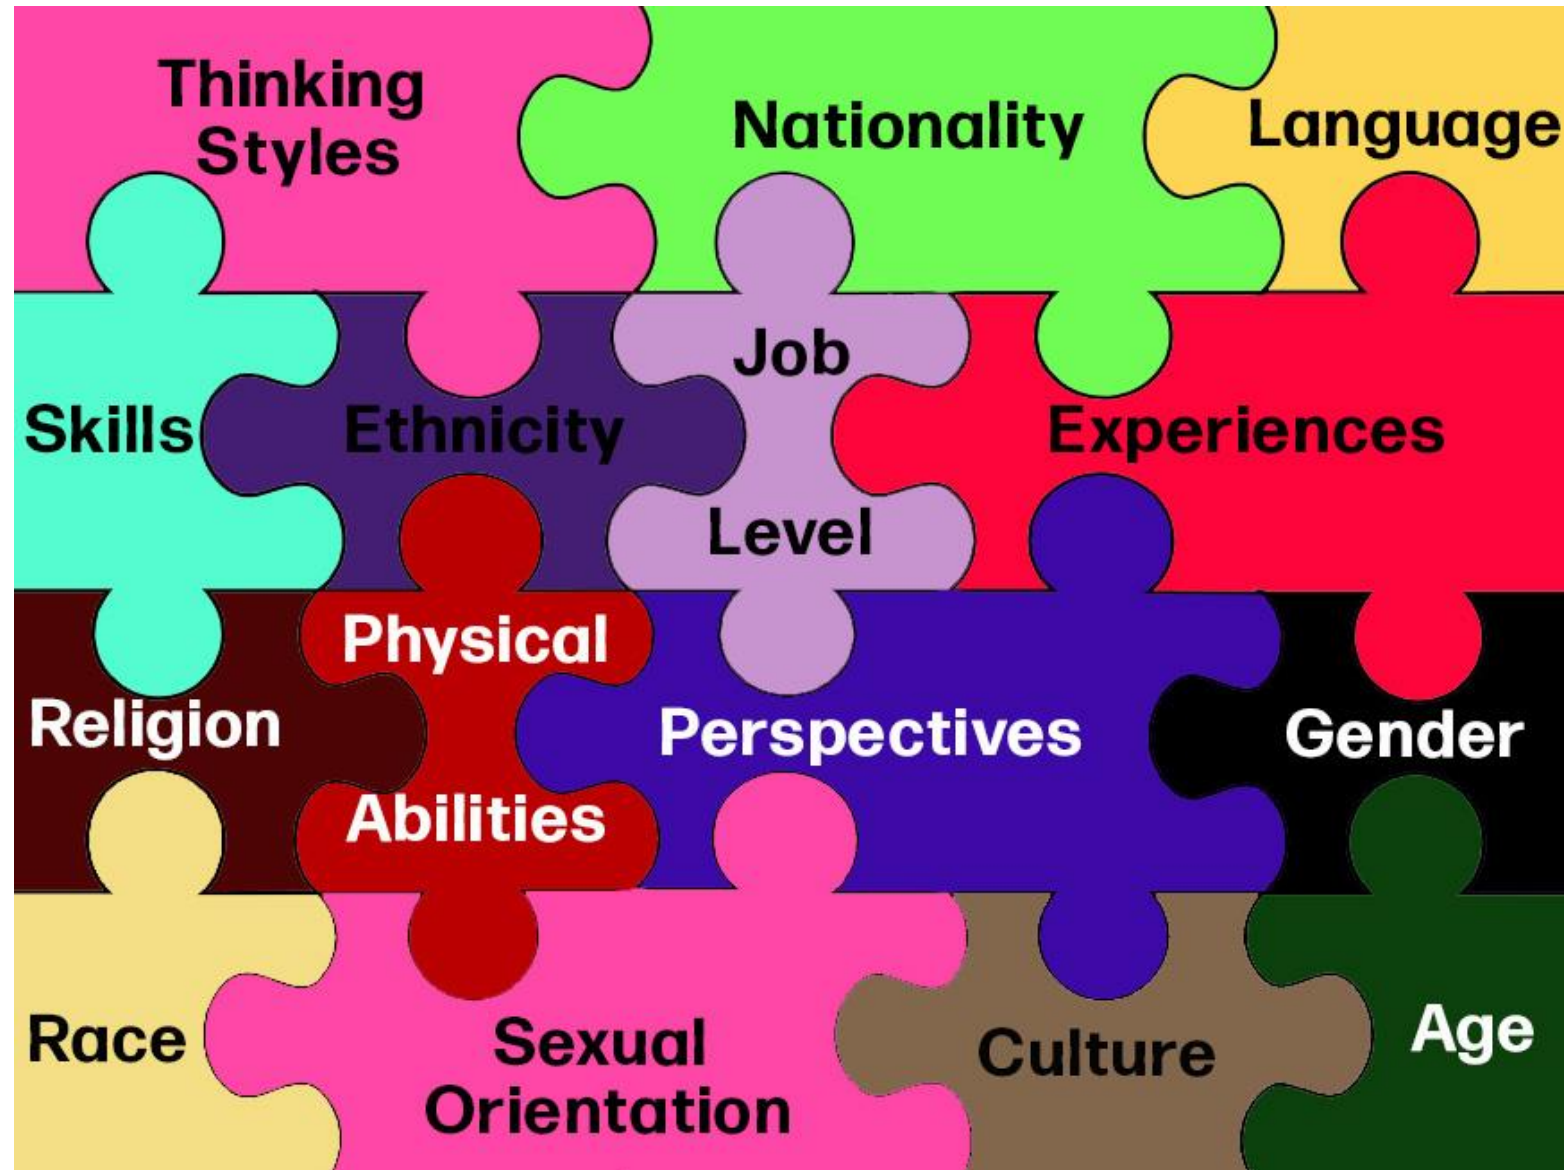 Thinking
Styles
Nationality
Language
Skills
Ethnicity
Job
Level
Experiences
Religion
Physical
Abilities
Perspectives
Gender
Race
Sexual
Orientation
Culture
Age